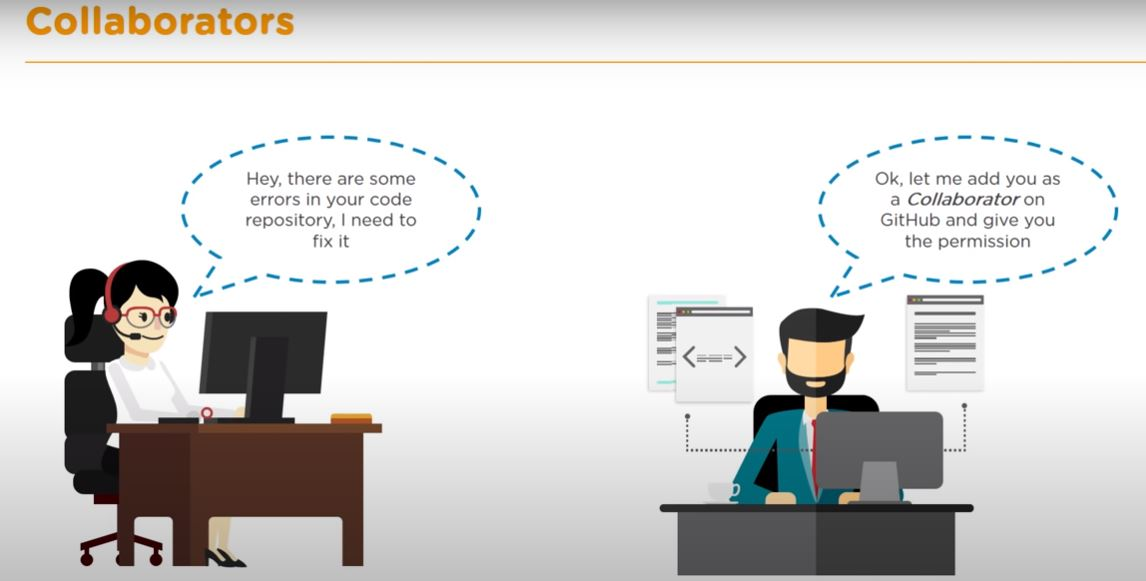 Collaborators
Hey, there are some
errors in your code
repository, I need to
fix it
Ok, let me add you as
a Collaborator on
GitHub and give you
the permission